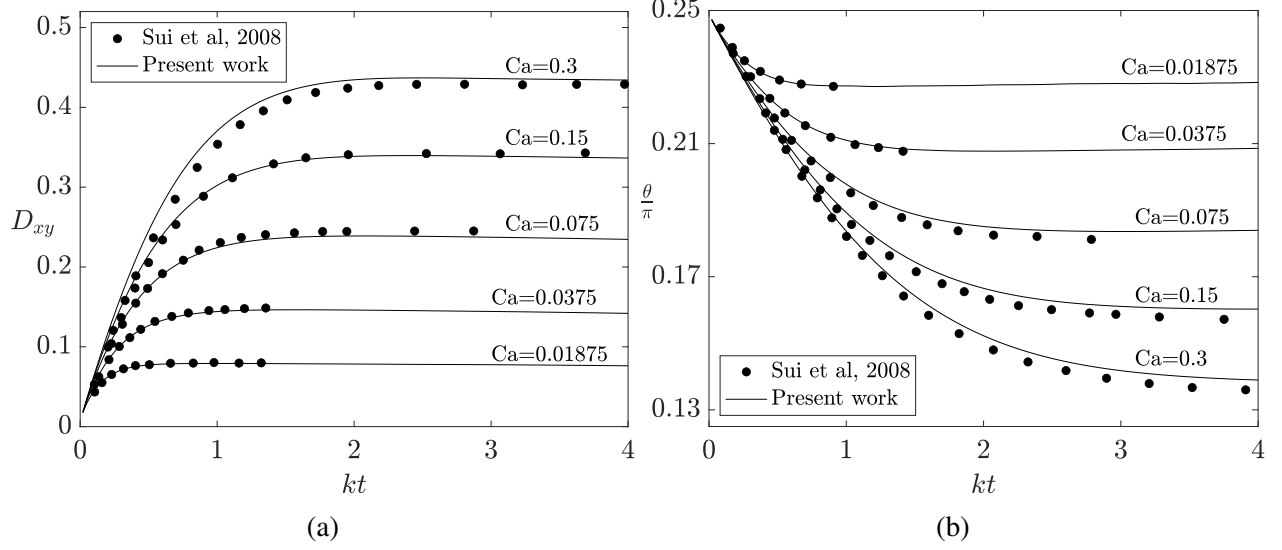 0.5
0.4
0.3
0.2
0.1
0
D_{xy}
Sui et al, 2008
Present work
Ca=0.3
Ca=0.15
Ca=0.075
Ca=0.0375
Ca=0.01875
0 1 2 3 4
kt
(a)
0.25
0.21
0.17
0.13
θ/π
Ca=0.01875
Ca=0.0375
Ca=0.075
Ca=0.15
Ca=0.3
Sui et al, 2008
Present work
0 1 2 3 4
kt
(b)